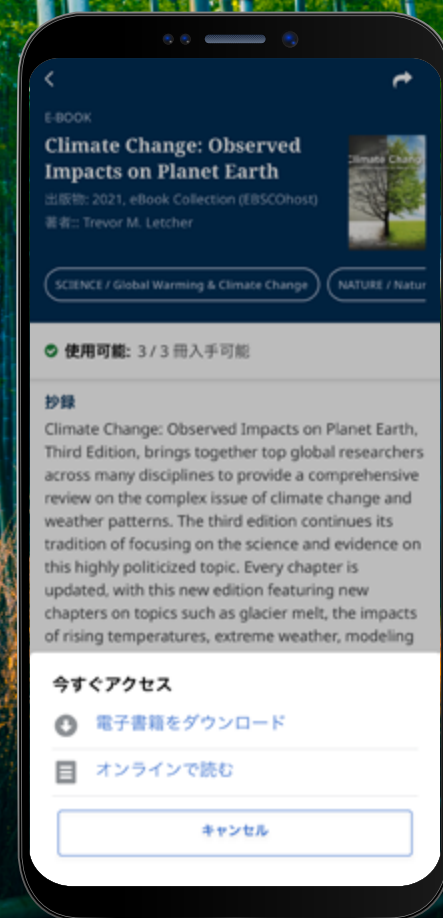 E-BOOK
Climate Change: Observed
Impacts on Planet Earth
出版物: 2021, eBook Collection (EBSCOhost)
著者:: Trevor M. Letcher
Climate Chang
SCIENCE / Global Warming & Climate Change
NATURE / Natur
使用可能: 3 / 3 冊入手可能
抄録
Climate Change: Observed Impacts on Planet Earth,
Third Edition, brings together top global researchers
across many disciplines to provide a comprehensive
review on the complex issue of climate change and
weather patterns. The third edition continues its
tradition of focusing on the science and evidence on
this highly politicized topic. Every chapter is
updated, with this new edition featuring new
chapters on topics such as glacier melt, the impacts
of rising temperatures, extreme weather, modeling
今すぐアクセス
電子書籍をダウンロード
オンラインで読む
キャンセル